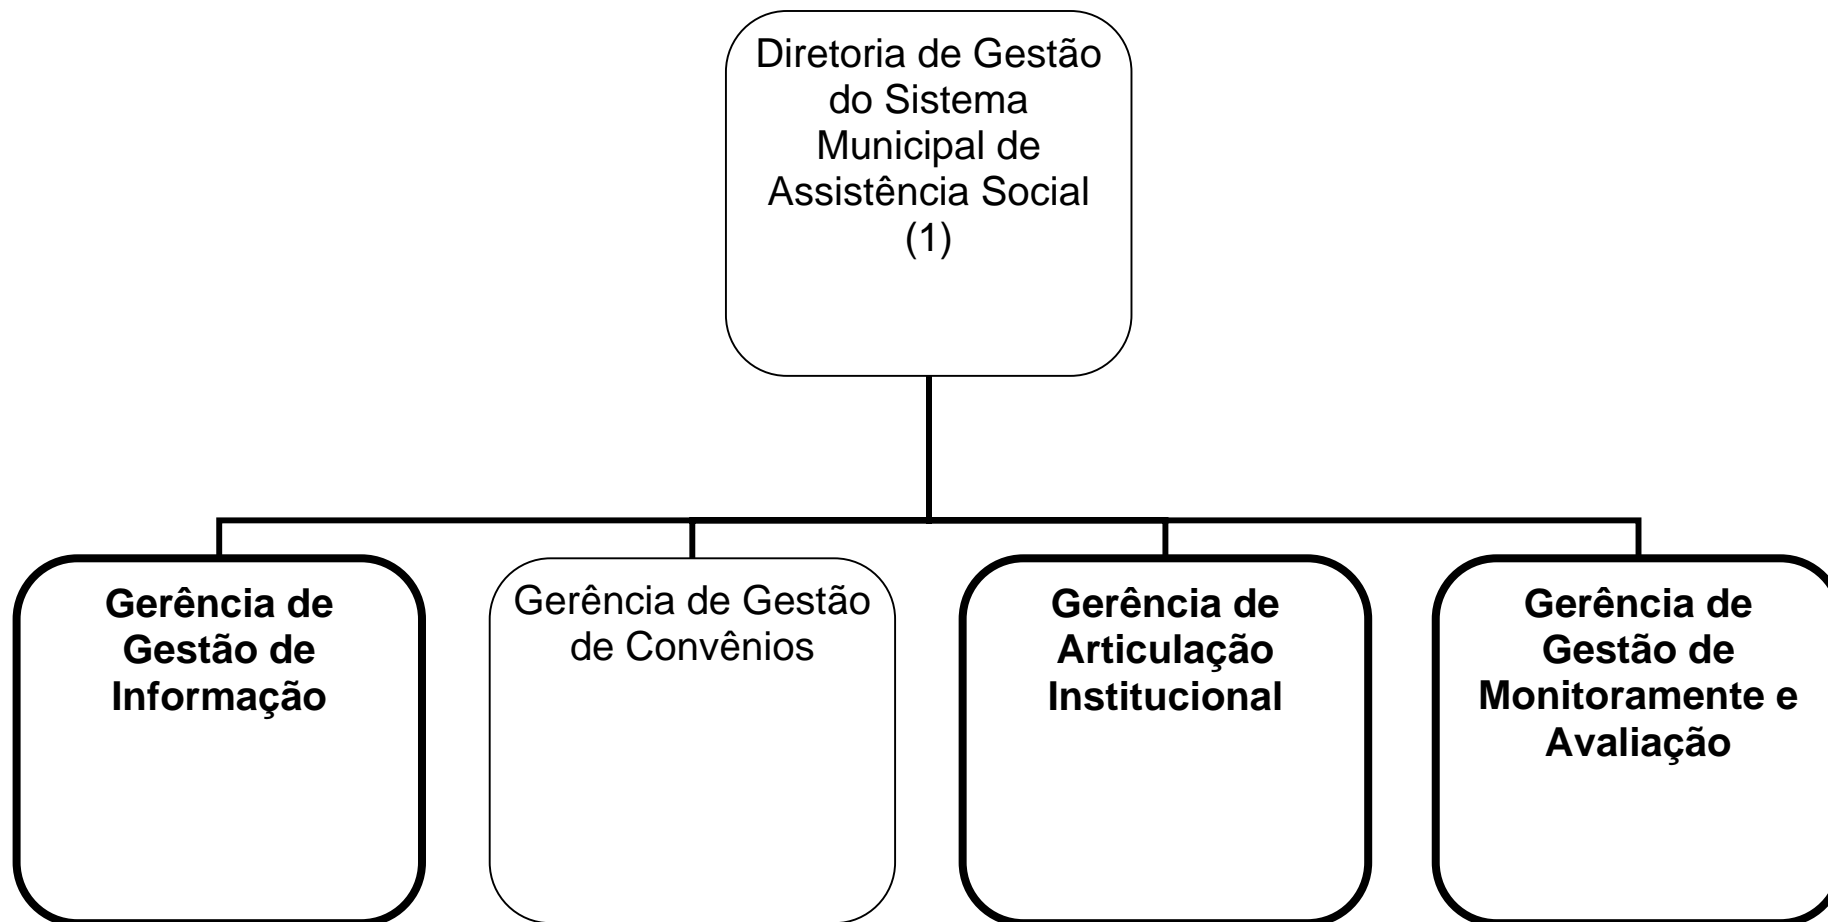 Diretoria de Gestão
do Sistema
Municipal de
Assistência Social
(1)
Gerência de
Gestão de
Informação
Gerência de Gestão
de Convênios
Gerência de
Articulação
Institucional
Gerência de
Gestão de
Monitoramente e
Avaliação